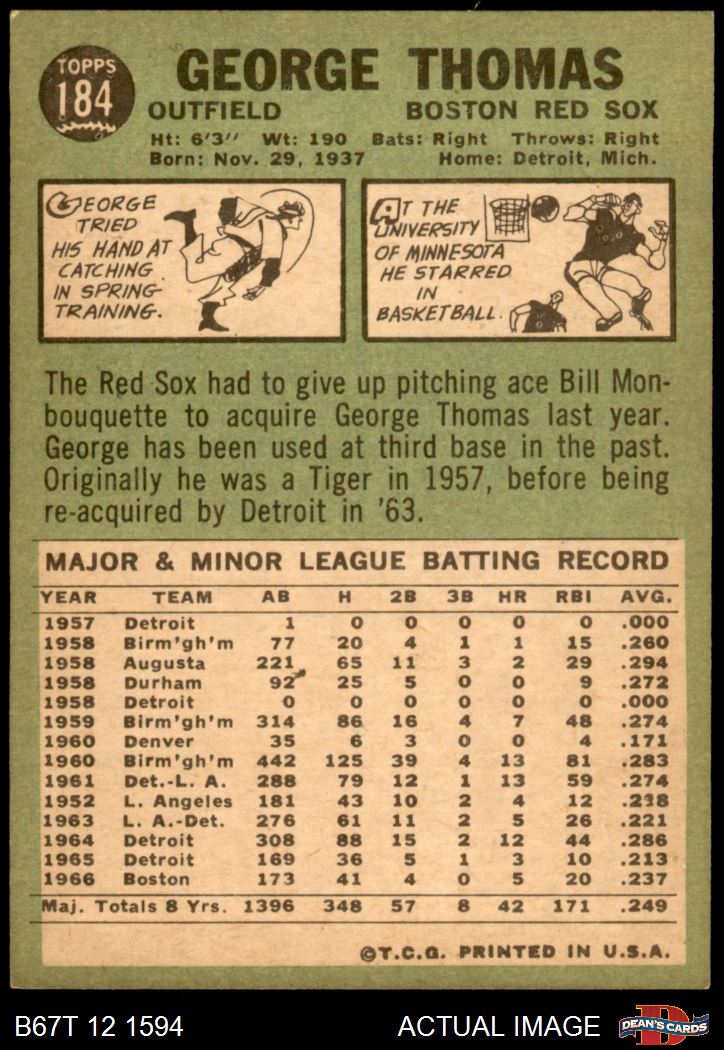 TOPPS
184
GEORGE THOMAS
OUTFIELD BOSTON RED SOX
Ht: 6'3" Wt: 190 Bats: Right Throws: Right
Born: Nov. 29, 1937 Home: Detroit, Mich.
GEORGE
TRIED
HIS HAND AT
CATCHING
IN SPRING
TRAINING.
AT THE
UNIVERSITY
OF MINNESOTA
HE STARRED
IN
BASKETBALL.
The Red Sox had to give up pitching ace Bill Mon-
bouquette to acquire George Thomas last year.
George has been used at third base in the past.
Originally he was a Tiger in 1957, before being
re-acquired by Detroit in '63.
MAJOR & MINOR LEAGUE BATTING RECORD
YEAR TEAM AB H 2B 3B HR RBI AVG.
1957 Detroit 1 0 0 0 0 0 .000
1958 Birm'gh'm 77 20 4 1 1 15 .260
1958 Augusta 221 65 11 3 2 29 .294
1958 Durham 92 25 5 0 0 9 .272
1958 Detroit 0 0 0 0 0 0 .000
1959 Birm'gh'm 314 86 16 4 7 48 .274
1960 Denver 35 6 3 0 0 4 .171
1960 Birm'gh'm 442 125 39 4 13 81 .283
1961 Det.-L. A. 288 79 12 1 13 59 .274
1952 L. Angeles 181 43 10 2 4 12 .238
1963 L. A.-Det. 276 61 11 2 5 26 .221
1964 Detroit 308 88 15 2 12 44 .286
1965 Detroit 169 36 5 1 3 10 .213
1966 Boston 173 41 4 0 5 20 .237
Maj. Totals 8 Yrs. 1396 348 57 8 42 171 .249
©T.C.G. PRINTED IN U.S.A.
B67T 12 1594 ACTUAL IMAGE
D
DEAN'S CARDS